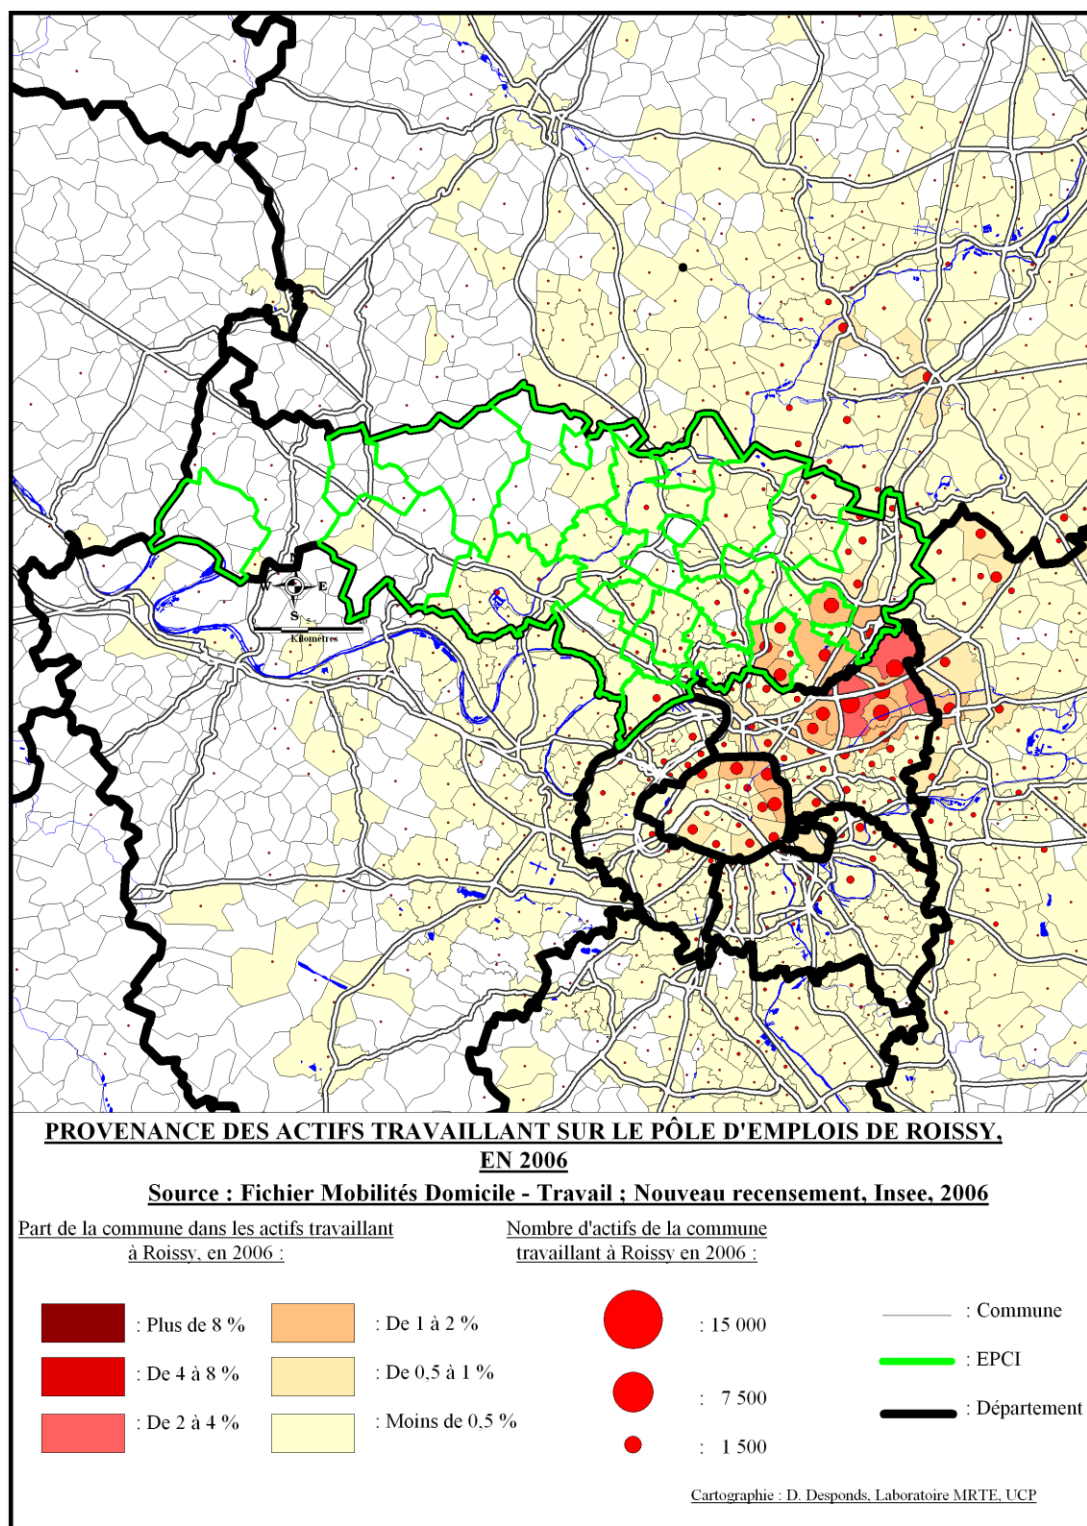 W
E
S
Kilomètres
PROVENANCE DES ACTIFS TRAVAILLANT SUR LE PÔLE D'EMPLOIS DE ROISSY,
EN 2006
Source : Fichier Mobilités Domicile - Travail ; Nouveau recensement, Insee, 2006
Part de la commune dans les actifs travaillant
à Roissy, en 2006 :
: Plus de 8 %
: De 4 à 8 %
: De 2 à 4 %
: De 1 à 2 %
: De 0,5 à 1 %
: Moins de 0,5 %
Nombre d'actifs de la commune
travaillant à Roissy en 2006 :
: 15 000
: 7 500
: 1 500
: Commune
: EPCI
: Département
Cartographie : D. Desponds, Laboratoire MRTE, UCP